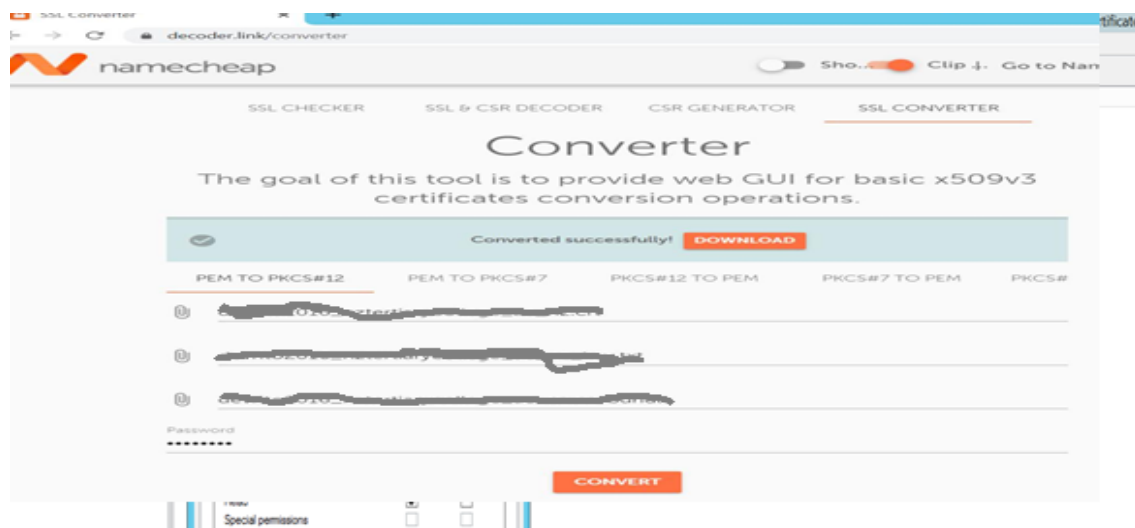 SSL Converter
tificate
decoder.link/converter
namecheap Sho.. Clip Go to Nam
SSL CHECKER SSL & CSR DECODER CSR GENERATOR SSL CONVERTER
Converter
The goal of this tool is to provide web GUI for basic x509v3
certificates conversion operations.
Converted successfully! DOWNLOAD
PEM TO PKCS#12 PEM TO PKCS#7 PKCS#12 TO PEM PKCS#7 TO PEM PKCS#
Password
••••••••
CONVERT
Special permissions